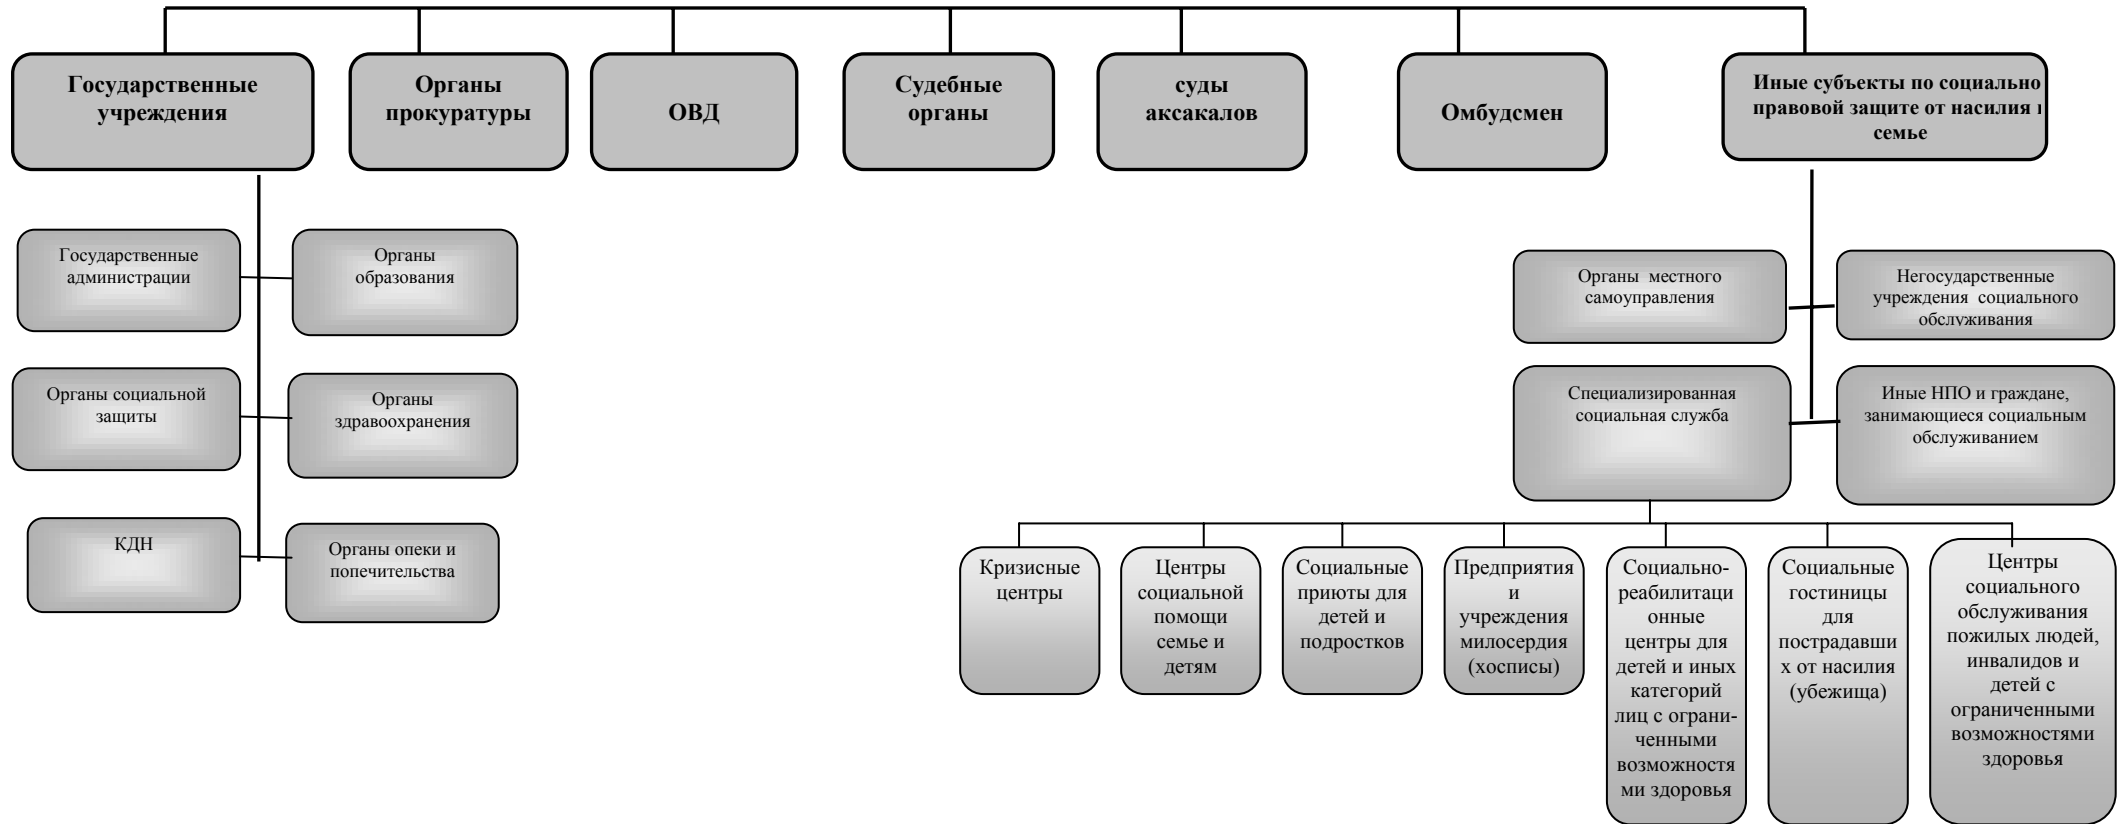 Государственные
учреждения
Органы
прокуратуры
ОВД
Судебные
органы
суды
аксакалов
Омбудсмен
Иные субъекты по социально
правовой защите от насилия
семье
Государственные
администрации
Органы
образования
Органы социальной
защиты
Органы
здравоохранения
КДН
Органы опеки и
попечительства
Органы местного
самоуправления
Негосударственные
учреждения социального
обслуживания
Специализированная
социальная служба
Иные НПО и граждане,
занимающиеся социальным
обслуживанием
Кризисные
центры
Центры
социальной
помощи
семье и
детям
Социальные
приюты для
детей и
подростков
Предприятия
и
учреждения
милосердия
(хосписы)
Социально-
реабилитаци
онные
центры для
детей и иных
категорий
лиц с ограни-
ченными
возможностя
ми здоровья
Социальные
гостиницы
для
пострадавши
х от насилия
(убежища)
Центры
социального
обслуживания
пожилых людей,
инвалидов и
детей с
ограниченными
возможностями
здоровья